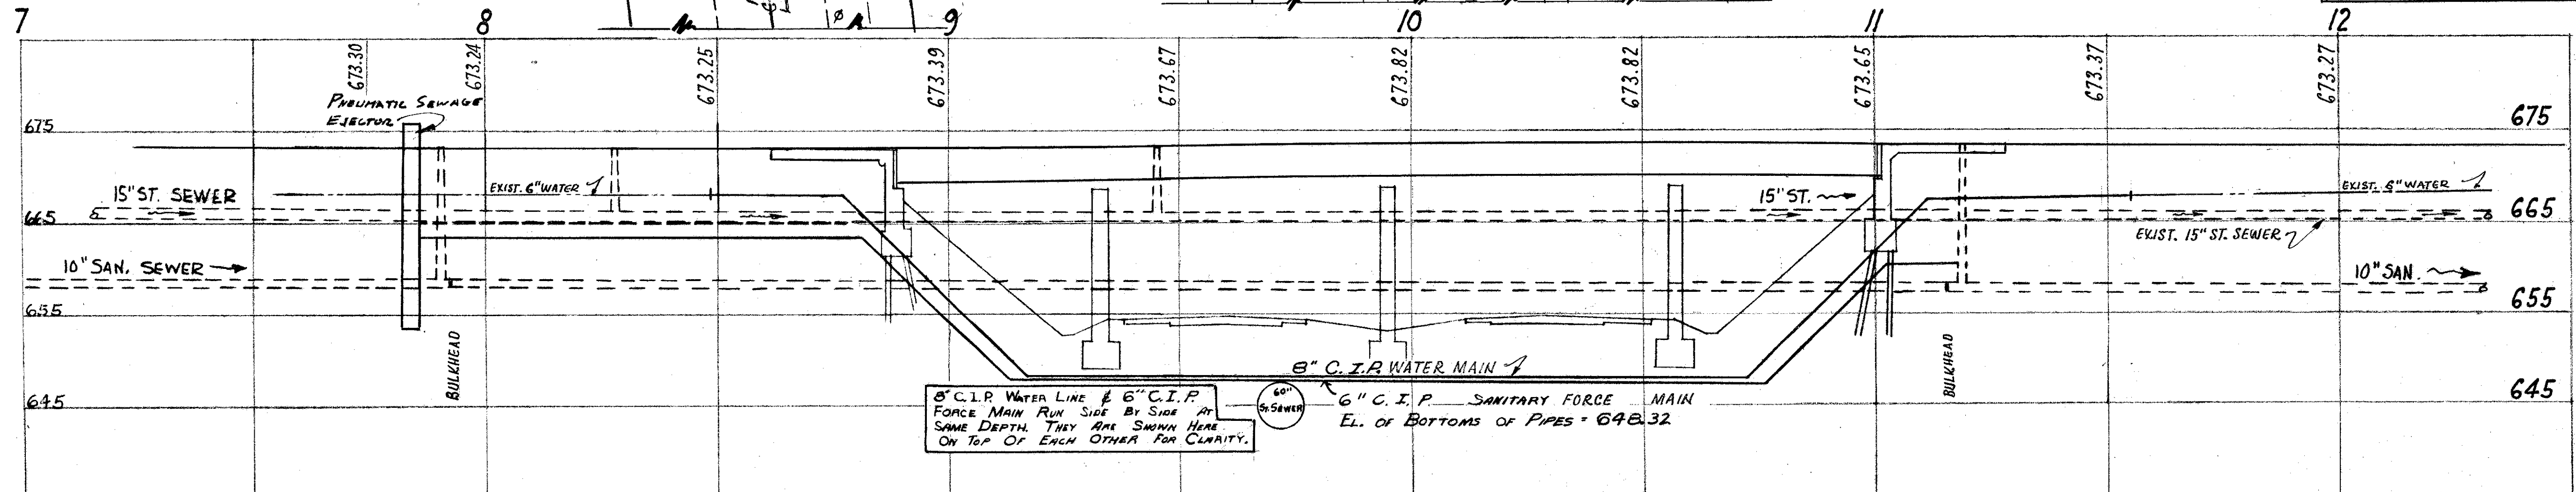 7
8
9
10
11
12
673.30
673.24
673.25
673.39
673.67
673.82
673.82
673.65
673.37
673.27
PNEUMATIC SEWAGE
EJECTOR
675
675
15" ST. SEWER
EXIST. 6" WATER
15" ST.
EXIST. 6" WATER
665
665
EXIST. 15" ST. SEWER
10" SAN. SEWER
10" SAN.
655
655
BULKHEAD
BULKHEAD
8" C.I.P. WATER MAIN
645
645
8" C.I.P. WATER LINE & 6" C.I.P.
FORCE MAIN RUN SIDE BY SIDE AT
SAME DEPTH. THEY ARE SHOWN HERE
ON TOP OF EACH OTHER FOR CLARITY.
60"
ST. SEWER
6" C.I.P. SANITARY FORCE MAIN
EL. OF BOTTOMS OF PIPES = 648.32